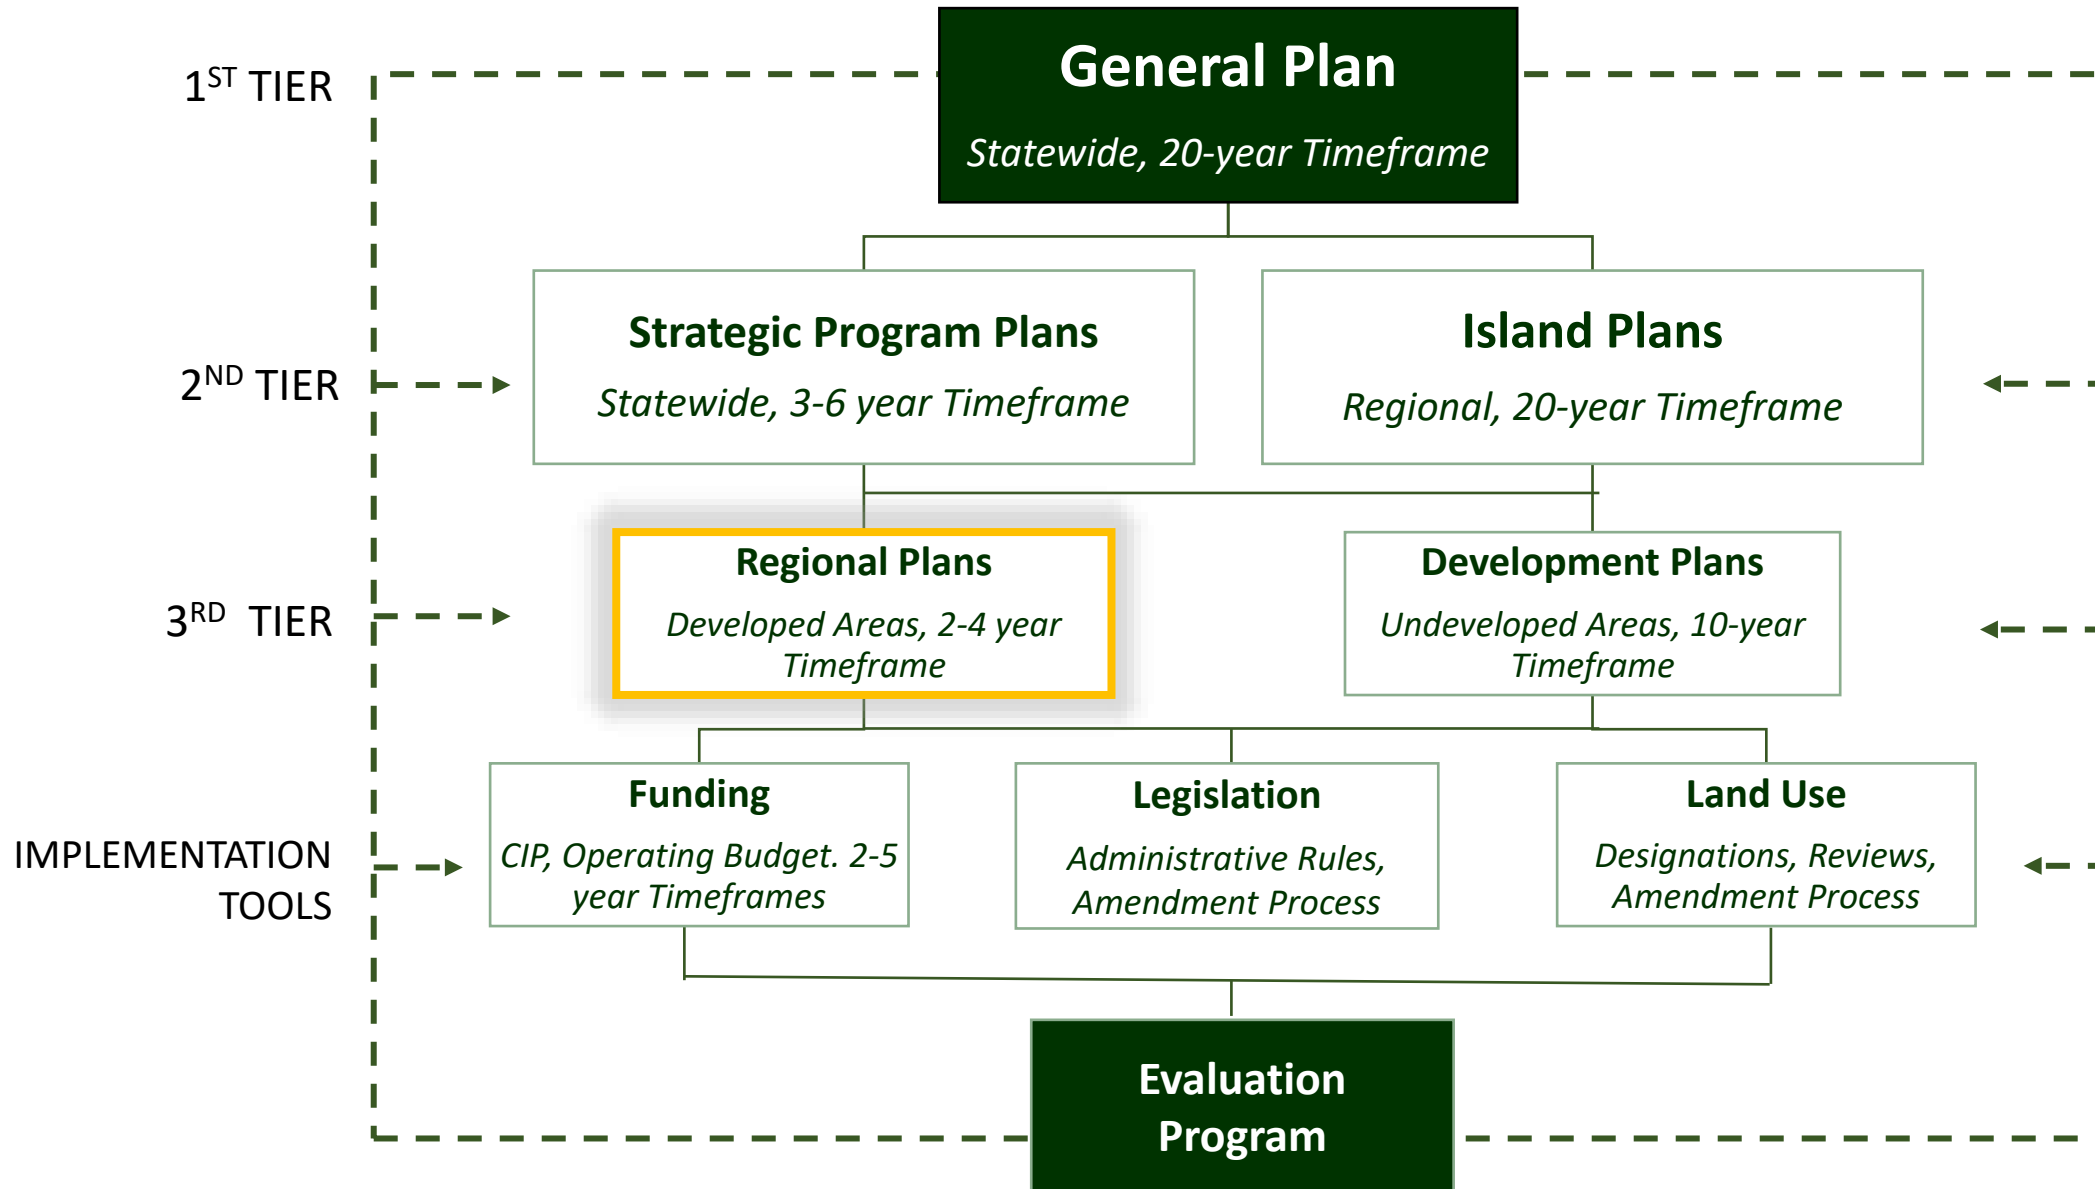 1ST TIER
General Plan
Statewide, 20-year Timeframe
2ND TIER
Strategic Program Plans
Statewide, 3-6 year Timeframe
Island Plans
Regional, 20-year Timeframe
3RD TIER
Regional Plans
Developed Areas, 2-4 year
Timeframe
Development Plans
Undeveloped Areas, 10-year
Timeframe
IMPLEMENTATION
TOOLS
Funding
CIP, Operating Budget. 2-5
year Timeframes
Legislation
Administrative Rules,
Amendment Process
Land Use
Designations, Reviews,
Amendment Process
Evaluation
Program